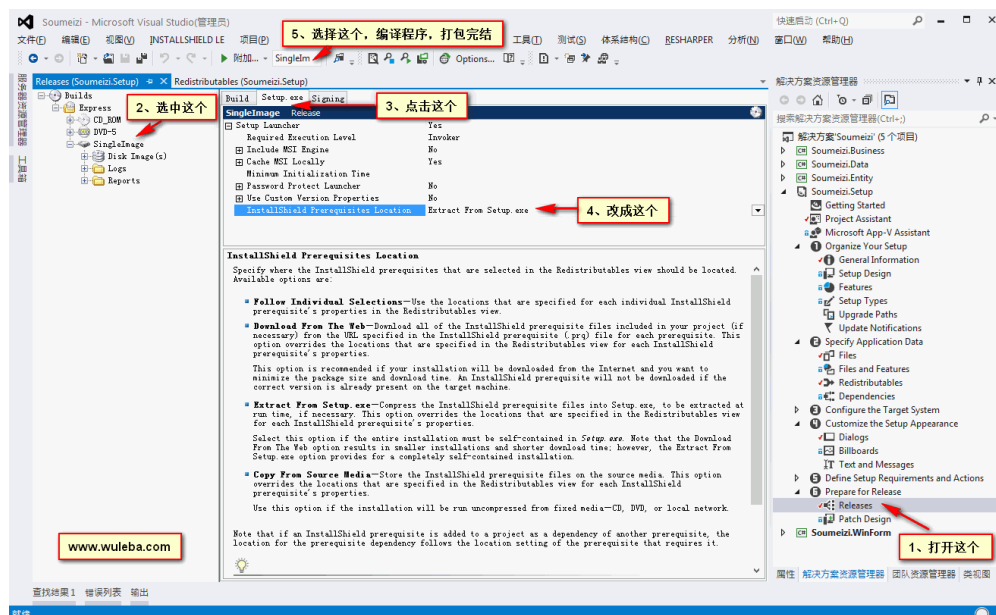 Soumeizi - Microsoft Visual Studio(管理员)
快速启动 (Ctrl+Q)
文件(F) 编辑(E) 视图(V) INSTALLSHIELD LE 项目(P)
工具(T) 测试(S) 体系结构(C) RESHARPER 分析(N) 窗口(W) 帮助(H)
5、选择这个，编译程序，打包完结
附加... SingleIm
Options...
服务器资源管理器
工具箱
Releases (Soumeizi.Setup)
Redistributables (Soumeizi.Setup)
Builds
Express
CD_ROM
DVD-5
SingleImage
Disk Image(s)
Logs
Reports
2、选中这个
Build Setup.exe Signing
3、点击这个
SingleImage Release
Setup Launcher Yes
Required Execution Level Invoker
Include MSI Engine No
Cache MSI Locally Yes
Minimum Initialization Time
Password Protect Launcher No
Use Custom Version Properties No
InstallShield Prerequisites Location Extract From Setup.exe
4、改成这个
InstallShield Prerequisites Location
Specify where the InstallShield prerequisites that are selected in the Redistributables view should be located.
Available options are:
Follow Individual Selections—Use the locations that are specified for each individual InstallShield
prerequisite's properties in the Redistributables view.
Download From The Web—Download all of the InstallShield prerequisite files included in your project (if
necessary) from the URL specified in the InstallShield prerequisite (.prq) file for each prerequisite. This
option overrides the locations that are specified in the Redistributables view for each InstallShield
prerequisite's properties.
This option is recommended if your installation will be downloaded from the Internet and you want to
minimize the package size and download time. An InstallShield prerequisite will not be downloaded if the
correct version is already present on the target machine.
Extract From Setup.exe—Compress the InstallShield prerequisite files into Setup.exe, to be extracted at
run time, if necessary. This option overrides the locations that are specified in the Redistributables view
for each InstallShield prerequisite's properties.
Select this option if the entire installation must be self-contained in Setup.exe. Note that the Download
From The Web option results in smaller installations and shorter download time; however, the Extract From
Setup.exe option provides for a completely self-contained installation.
Copy From Source Media—Store the InstallShield prerequisite files on the source media. This option
overrides the locations that are specified in the Redistributables view for each InstallShield
prerequisite's properties.
Use this option if the installation will be run uncompressed from fixed media—CD, DVD, or local network.
Note that if an InstallShield prerequisite is added to a project as a dependency of another prerequisite, the
location for the prerequisite dependency follows the location setting of the prerequisite that requires it.
www.wuleba.com
解决方案资源管理器
搜索解决方案资源管理器(Ctrl+;)
解决方案'Soumeizi' (5 个项目)
Soumeizi.Business
Soumeizi.Data
Soumeizi.Entity
Soumeizi.Setup
Getting Started
Project Assistant
Microsoft App-V Assistant
1 Organize Your Setup
General Information
Setup Design
Features
Setup Types
Upgrade Paths
Update Notifications
2 Specify Application Data
Files
Files and Features
Redistributables
Dependencies
3 Configure the Target System
4 Customize the Setup Appearance
Dialogs
Billboards
Text and Messages
5 Define Setup Requirements and Actions
6 Prepare for Release
Releases
Patch Design
Soumeizi.WinForm
1、打开这个
属性 解决方案资源管理器 团队资源管理器 类视图
查找结果 1 错误列表 输出
就绪